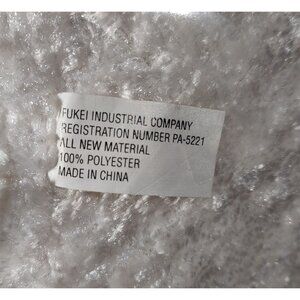 FUKEI INDUSTRIAL COMPANY
REGISTRATION NUMBER PA-5221
ALL NEW MATERIAL
100% POLYESTER
MADE IN CHINA